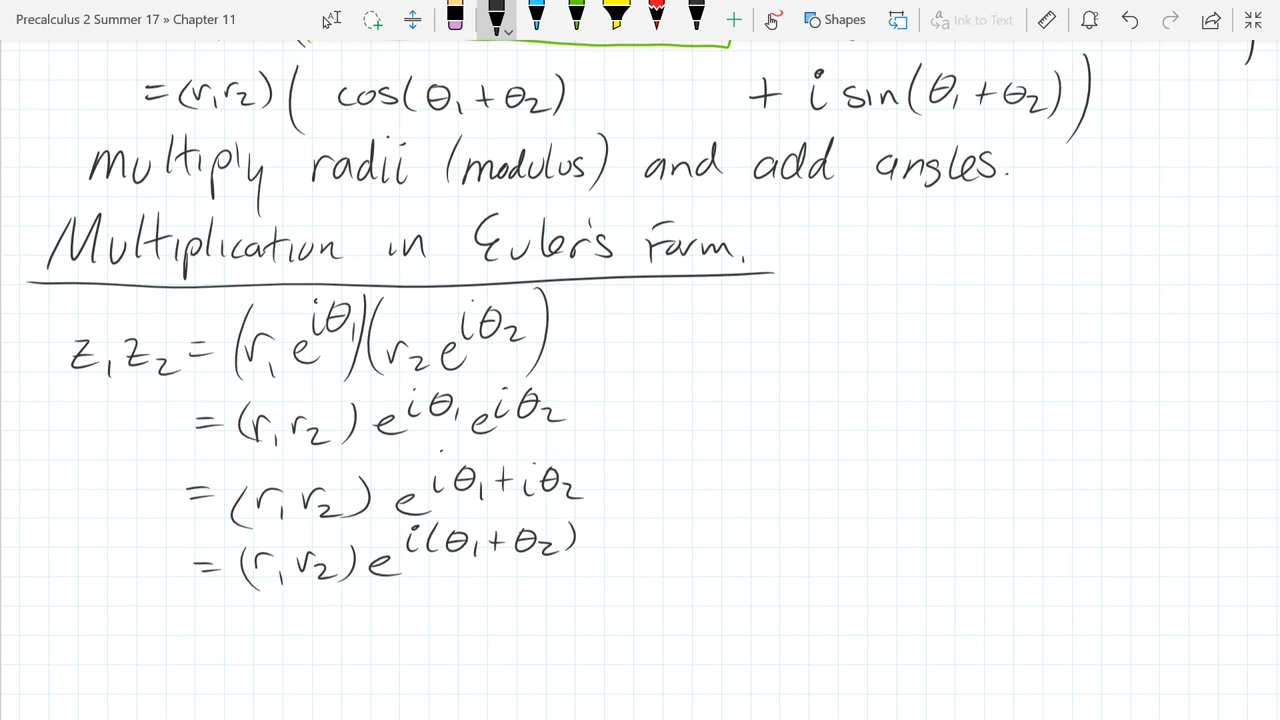 Precalculus 2 Summer 17 » Chapter 11
Shapes
Ink to Text
= (r₁r₂) ( cos(θ₁ + θ₂) + i sin(θ₁ + θ₂) )
multiply radii (modulus) and add angles.
Multiplication in Euler's Form.
z₁z₂ = (r₁ e^{iθ₁})(r₂ e^{iθ₂})
= (r₁r₂) e^{iθ₁} e^{iθ₂}
= (r₁r₂) e^{iθ₁ + iθ₂}
= (r₁r₂) e^{i(θ₁ + θ₂)}